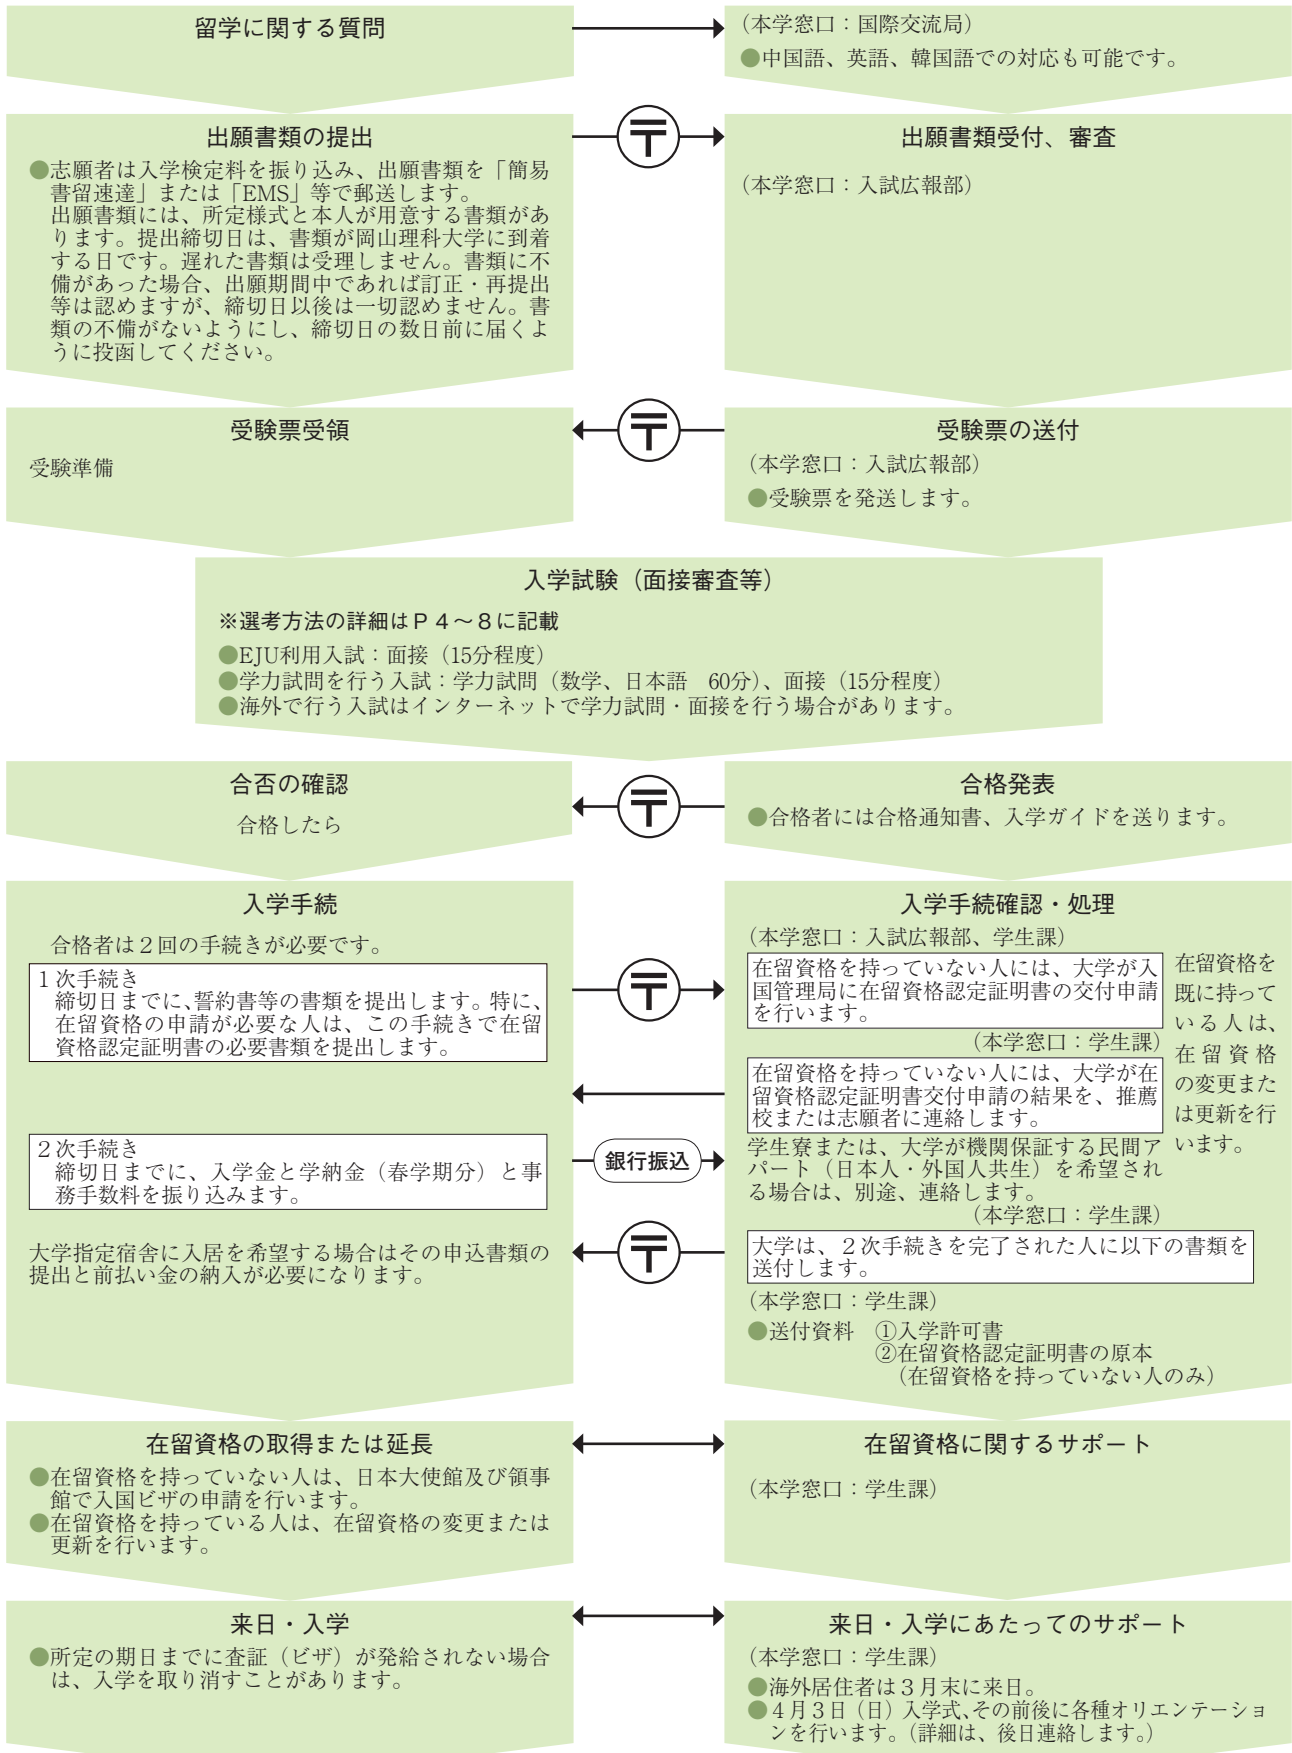 留学に関する質問
(本学窓口：国際交流局)
●中国語、英語、韓国語での対応も可能です。
出願書類の提出
●志願者は入学検定料を振り込み、出願書類を「簡易
書留速達」または「EMS」等で郵送します。
出願書類には、所定様式と本人が用意する書類があ
ります。提出締切日は、書類が岡山理科大学に到着
する日です。遅れた書類は受理しません。書類に不
備があった場合、出願期間中であれば訂正・再提出
等は認めますが、締切日以後は一切認めません。書
類の不備がないようにし、締切日の数日前に届くよ
うに投函してください。
〒
出願書類受付、審査
(本学窓口：入試広報部)
受験票受領
受験準備
〒
受験票の送付
(本学窓口：入試広報部)
●受験票を発送します。
入学試験（面接審査等）
※選考方法の詳細はP４～８に記載
●EJU利用入試：面接（15分程度）
●学力試問を行う入試：学力試問（数学、日本語　60分）、面接（15分程度）
●海外で行う入試はインターネットで学力試問・面接を行う場合があります。
合否の確認
合格したら
〒
合格発表
●合格者には合格通知書、入学ガイドを送ります。
入学手続
合格者は２回の手続きが必要です。
１次手続き
締切日までに、誓約書等の書類を提出します。特に、
在留資格の申請が必要な人は、この手続きで在留
資格認定証明書の必要書類を提出します。
２次手続き
締切日までに、入学金と学納金（春学期分）と事
務手数料を振り込みます。
大学指定宿舎に入居を希望する場合はその申込書類の
提出と前払い金の納入が必要になります。
〒
銀行振込
〒
入学手続確認・処理
(本学窓口：入試広報部、学生課)
在留資格を持っていない人には、大学が入
国管理局に在留資格認定証明書の交付申請
を行います。
(本学窓口：学生課)
在留資格を持っていない人には、大学が在
留資格認定証明書交付申請の結果を、推薦
校または志願者に連絡します。
在留資格を
既に持って
いる人は、
在留資格
の変更また
は更新を行
います。
学生寮または、大学が機関保証する民間ア
パート（日本人・外国人共生）を希望され
る場合は、別途、連絡します。
(本学窓口：学生課)
大学は、２次手続きを完了された人に以下の書類を
送付します。
(本学窓口：学生課)
●送付資料　①入学許可書
②在留資格認定証明書の原本
（在留資格を持っていない人のみ）
在留資格の取得または延長
●在留資格を持っていない人は、日本大使館及び領事
館で入国ビザの申請を行います。
●在留資格を持っている人は、在留資格の変更または
更新を行います。
在留資格に関するサポート
(本学窓口：学生課)
来日・入学
●所定の期日までに査証（ビザ）が発給されない場合
は、入学を取り消すことがあります。
来日・入学にあたってのサポート
(本学窓口：学生課)
●海外居住者は３月末に来日。
●４月３日（日）入学式、その前後に各種オリエンテーショ
ンを行います。（詳細は、後日連絡します。）